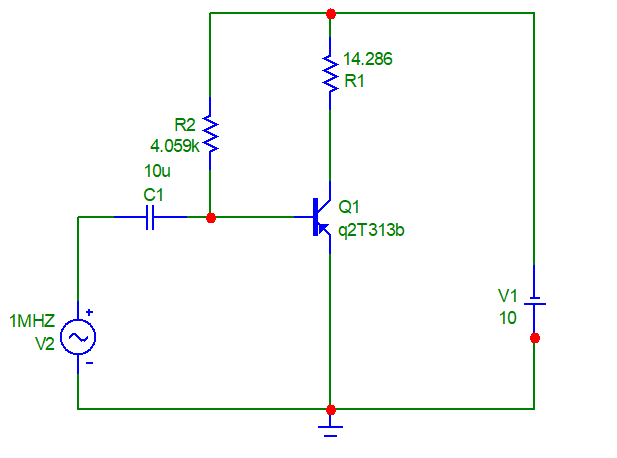 14.286
R1
R2
4.059k
10u
C1
Q1
q2T313b
V1
10
1MHZ
V2
+
-